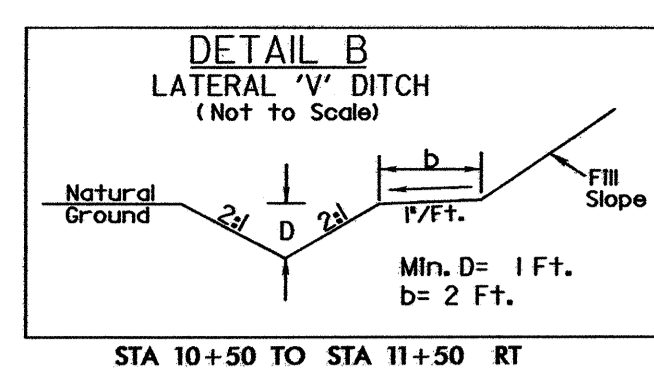 DETAIL B
LATERAL 'V' DITCH
(Not to Scale)
Natural
Ground
2:1
D
2:1
b
1"/Ft.
Fill
Slope
Min. D= 1 Ft.
b= 2 Ft.
STA 10+50 TO STA 11+50 RT